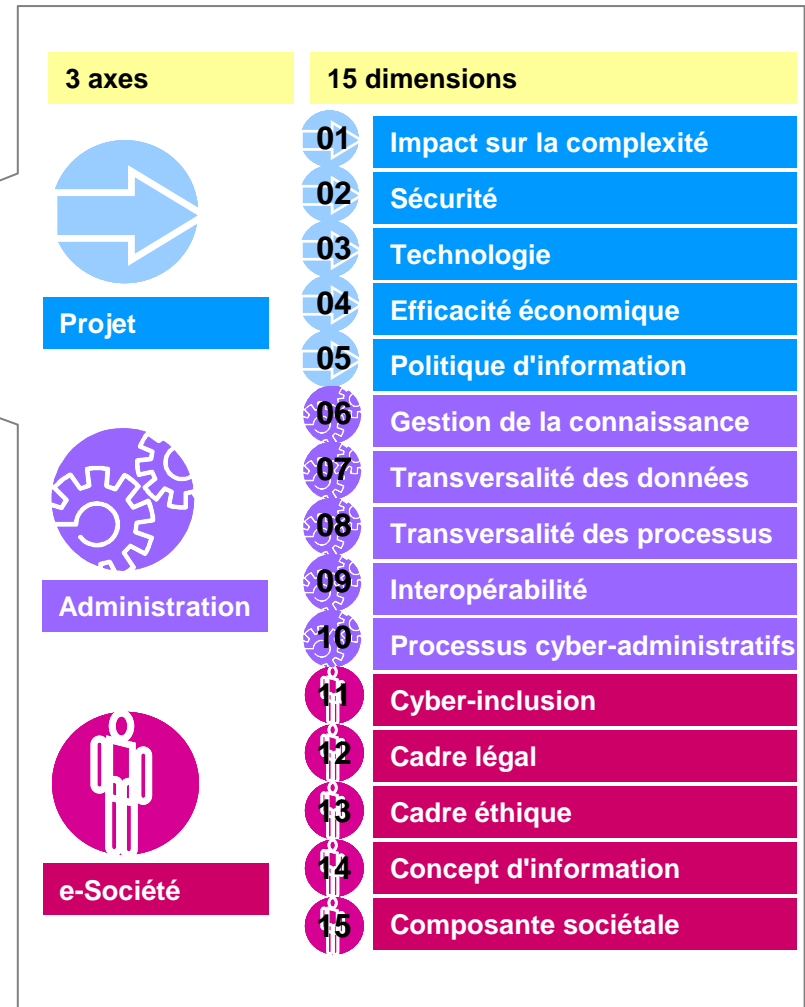 3 axes
15 dimensions
Projet
01 Impact sur la complexité
02 Sécurité
03 Technologie
04 Efficacité économique
05 Politique d'information
Administration
06 Gestion de la connaissance
07 Transversalité des données
08 Transversalité des processus
09 Interopérabilité
10 Processus cyber-administratifs
e-Société
11 Cyber-inclusion
12 Cadre légal
13 Cadre éthique
14 Concept d'information
15 Composante sociétale